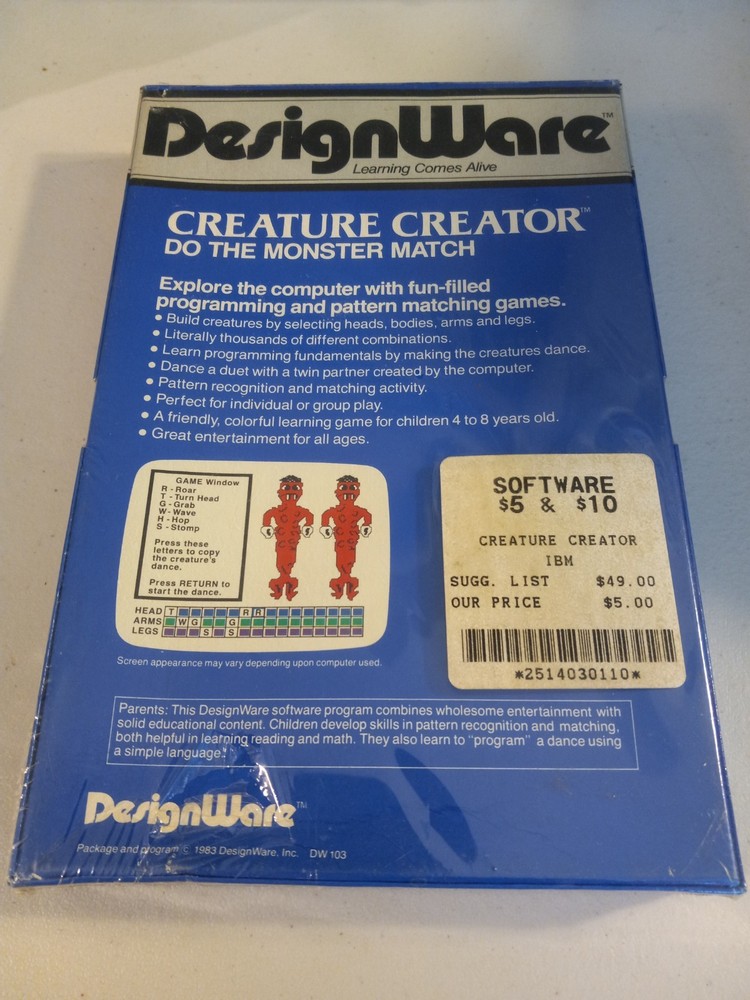 DesignWare™
Learning Comes Alive
CREATURE CREATOR™
DO THE MONSTER MATCH
Explore the computer with fun-filled
programming and pattern matching games.
• Build creatures by selecting heads, bodies, arms and legs.
• Literally thousands of different combinations.
• Learn programming fundamentals by making the creatures dance.
• Dance a duet with a twin partner created by the computer.
• Pattern recognition and matching activity.
• Perfect for individual or group play.
• A friendly, colorful learning game for children 4 to 8 years old.
• Great entertainment for all ages.
GAME Window
R - Roar
T - Turn Head
G - Grab
W - Wave
H - Hop
S - Stomp
Press these
letters to copy
the creature's
dance.
Press RETURN to
start the dance.
HEAD T R R
ARMS W G G
LEGS S S
Screen appearance may vary depending upon computer used.
SOFTWARE
$5 & $10
CREATURE CREATOR
IBM
SUGG. LIST $49.00
OUR PRICE $5.00
*2514030110*
Parents: This DesignWare software program combines wholesome entertainment with
solid educational content. Children develop skills in pattern recognition and matching,
both helpful in learning reading and math. They also learn to "program" a dance using
a simple language.
DesignWare™
Package and program © 1983 DesignWare, Inc. DW 103